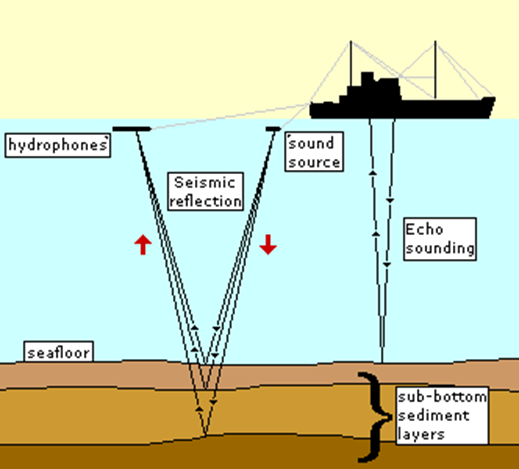 hydrophones
sound
source
Seismic
reflection
Echo
sounding
seafloor
sub-bottom
sediment
layers